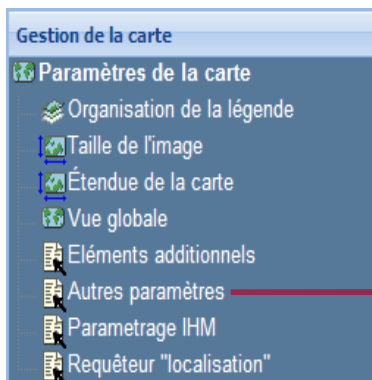 Gestion de la carte
Paramètres de la carte
Organisation de la légende
Taille de l'image
Étendue de la carte
Vue globale
Eléments additionnels
Autres paramètres
Parametrage IHM
Requêteur "localisation"